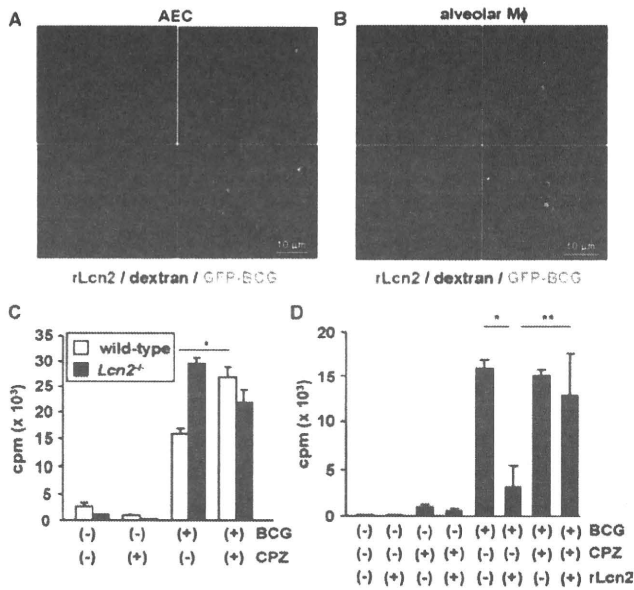 A AEC B alveolar Mϕ
10 μm 10 μm
rLcn2 / dextran / GFP-BCG rLcn2 / dextran / GFP-BCG
C D
35
30
25
20
15
10
5
0
cpm (x 10³)
wild-type
Lcn2-/-
*
(-) (-) (+) (+) BCG
(-) (+) (-) (+) CPZ
20
15
10
5
0
cpm (x 10³)
* **
(-) (-) (-) (-) (+) (+) (+) (+) BCG
(-) (-) (+) (+) (-) (-) (+) (+) CPZ
(-) (+) (-) (+) (-) (+) (-) (+) rLcn2